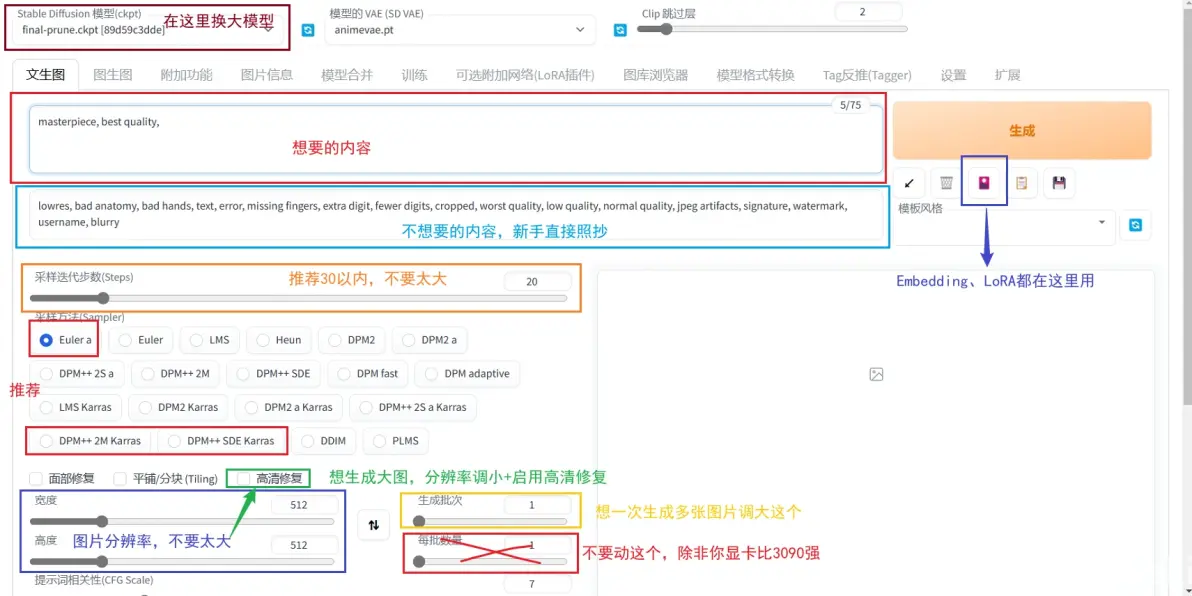 Stable Diffusion 模型(ckpt)
final-prune.ckpt [89d59c3dde]
在这里换大模型
模型的 VAE (SD VAE)
animevae.pt
Clip 跳过层
2
文生图 图生图 附加功能 图片信息 模型合并 训练 可选附加网络(LoRA插件) 图库浏览器 模型格式转换 Tag反推(Tagger) 设置 扩展
5/75
masterpiece, best quality,
想要的内容
生成
lowres, bad anatomy, bad hands, text, error, missing fingers, extra digit, fewer digits, cropped, worst quality, low quality, normal quality, jpeg artifacts, signature, watermark,
username, blurry
不想要的内容，新手直接照抄
模板风格
Embedding、LoRA都在这里用
采样迭代步数(Steps)
推荐30以内，不要太大
20
采样方法(Sampler)
Euler a Euler LMS Heun DPM2 DPM2 a
DPM++ 2S a DPM++ 2M DPM++ SDE DPM fast DPM adaptive
推荐
LMS Karras DPM2 Karras DPM2 a Karras DPM++ 2S a Karras
DPM++ 2M Karras DPM++ SDE Karras DDIM PLMS
面部修复 平铺/分块 (Tiling) 高清修复
想生成大图，分辨率调小+启用高清修复
宽度
512
生成批次
1
想一次生成多张图片调大这个
高度
512
图片分辨率，不要太大
每批数量
1
不要动这个，除非你显卡比3090强
提示词相关性(CFG Scale)
7